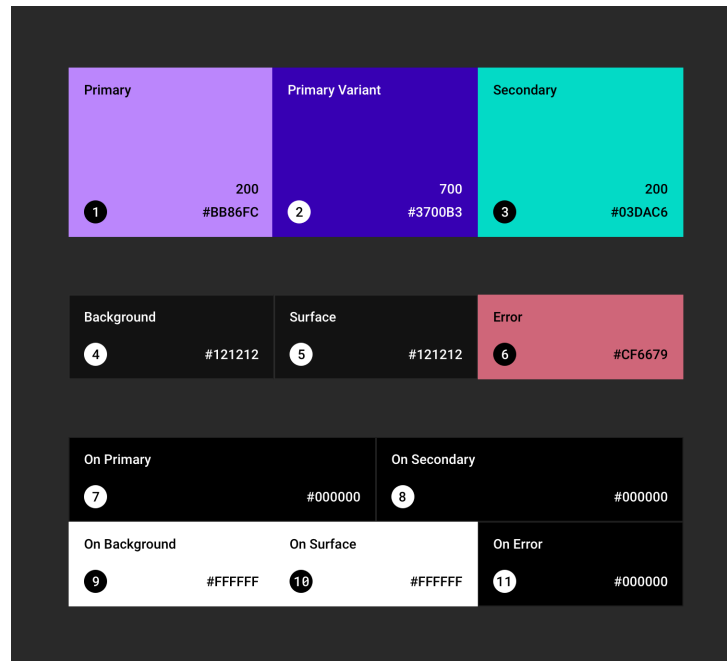 Primary
200
1 #BB86FC
Primary Variant
700
2 #3700B3
Secondary
200
3 #03DAC6
Background
4 #121212
Surface
5 #121212
Error
6 #CF6679
On Primary
7 #000000
On Secondary
8 #000000
On Background
9 #FFFFFF
On Surface
10 #FFFFFF
On Error
11 #000000